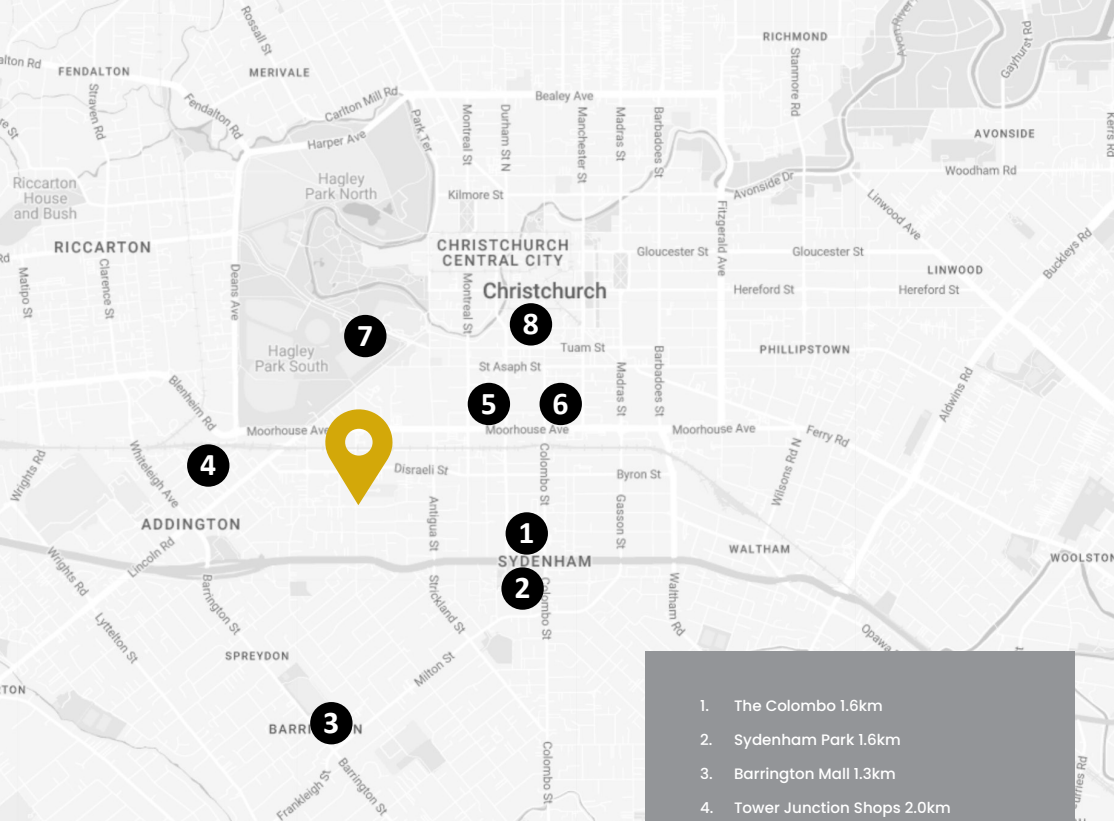 Rossall St
RICHMOND
alton Rd
FENDALTON
MERIVALE
Avon River
Gayhurst Rd
Straven Rd
Fendalton Rd
Carlton Mill Rd
Bealey Ave
Stanmore Rd
Park Ter
Montreal St
Durham St N
Manchester St
Madras St
Barbadoes St
Kerrs Rd
Harper Ave
AVONSIDE
Woodham Rd
Riccarton
House
and Bush
Hagley
Park North
Kilmore St
Avonside Dr
Linwood Ave
Fitzgerald Ave
RICCARTON
CHRISTCHURCH
CENTRAL CITY
Gloucester St
Gloucester St
Buckleys Rd
Rd
Matipo St
Clarence St
Deans Ave
Montreal St
LINWOOD
Christchurch
Hereford St
Hereford St
7
8
Hagley
Park South
Tuam St
PHILLIPSTOWN
St Asaph St
Madras St
Barbadoes St
Blenheim Rd
Aldwins Rd
5
6
Moorhouse Ave
Moorhouse Ave
Moorhouse Ave
Ferry Rd
4
Whiteleigh Ave
Wrights Rd
Disraeli St
Colombo St
Byron St
Wilsons Rd N
Antigua St
Gasson St
ADDINGTON
1
Lincoln Rd
SYDENHAM
WALTHAM
WOOLSTON
Wrights Rd
Barrington St
Strickland St
2
Colombo St
Waltham Rd
Lyttelton St
Opawa
SPREYDON
Milton St
TON
3
BARR
N
Colombo St
Frankleigh S
Barrington St
1. The Colombo 1.6km
2. Sydenham Park 1.6km
3. Barrington Mall 1.3km
4. Tower Junction Shops 2.0km